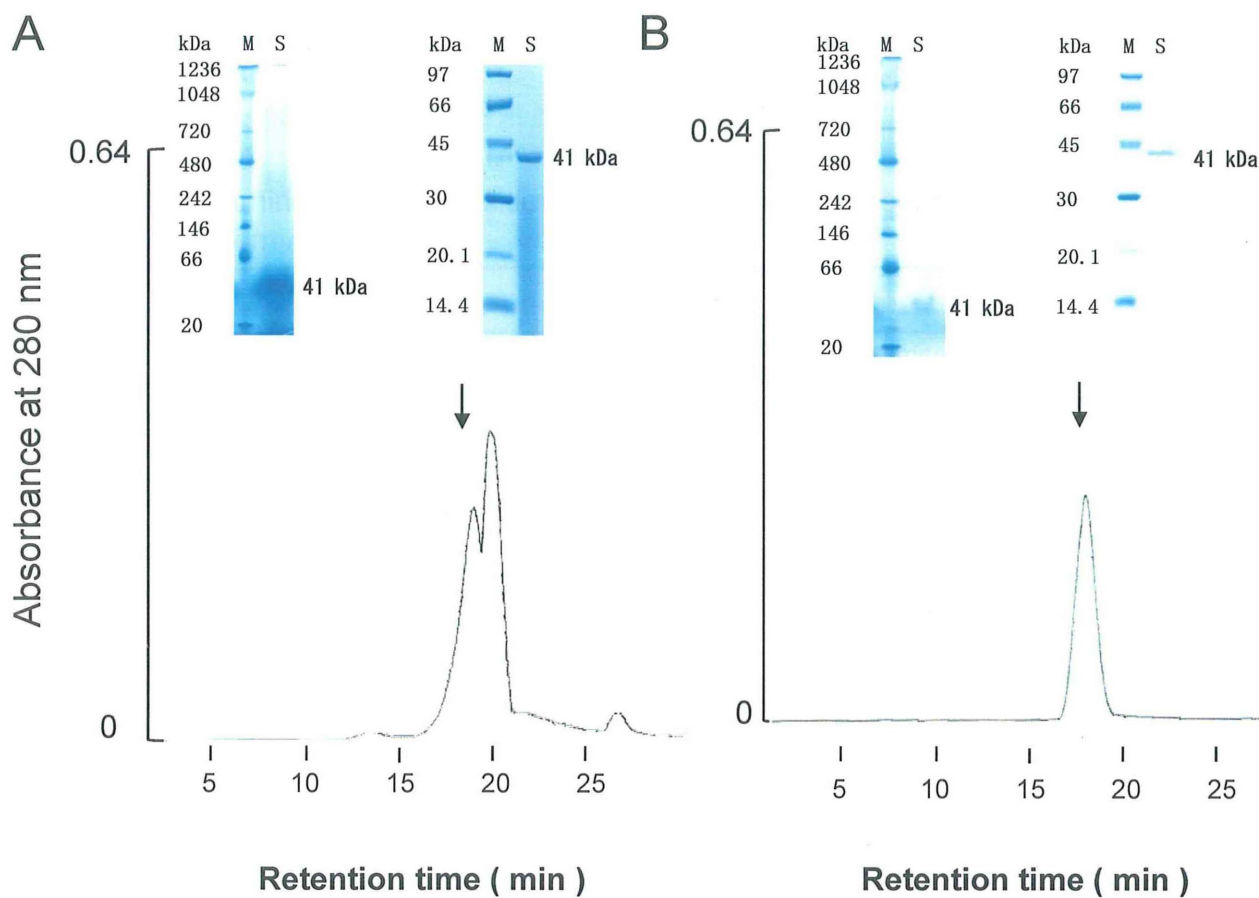 A
kDa M S
1236
1048
720
480
242
146
66
20
41 kDa
kDa M S
97
66
45
30
20.1
14.4
41 kDa
0.64
0
5 10 15 20 25
Absorbance at 280 nm
Retention time ( min )
B
kDa M S
1236
1048
720
480
242
146
66
20
41 kDa
kDa M S
97
66
45
30
20.1
14.4
41 kDa
0.64
0
5 10 15 20 25
Retention time ( min )